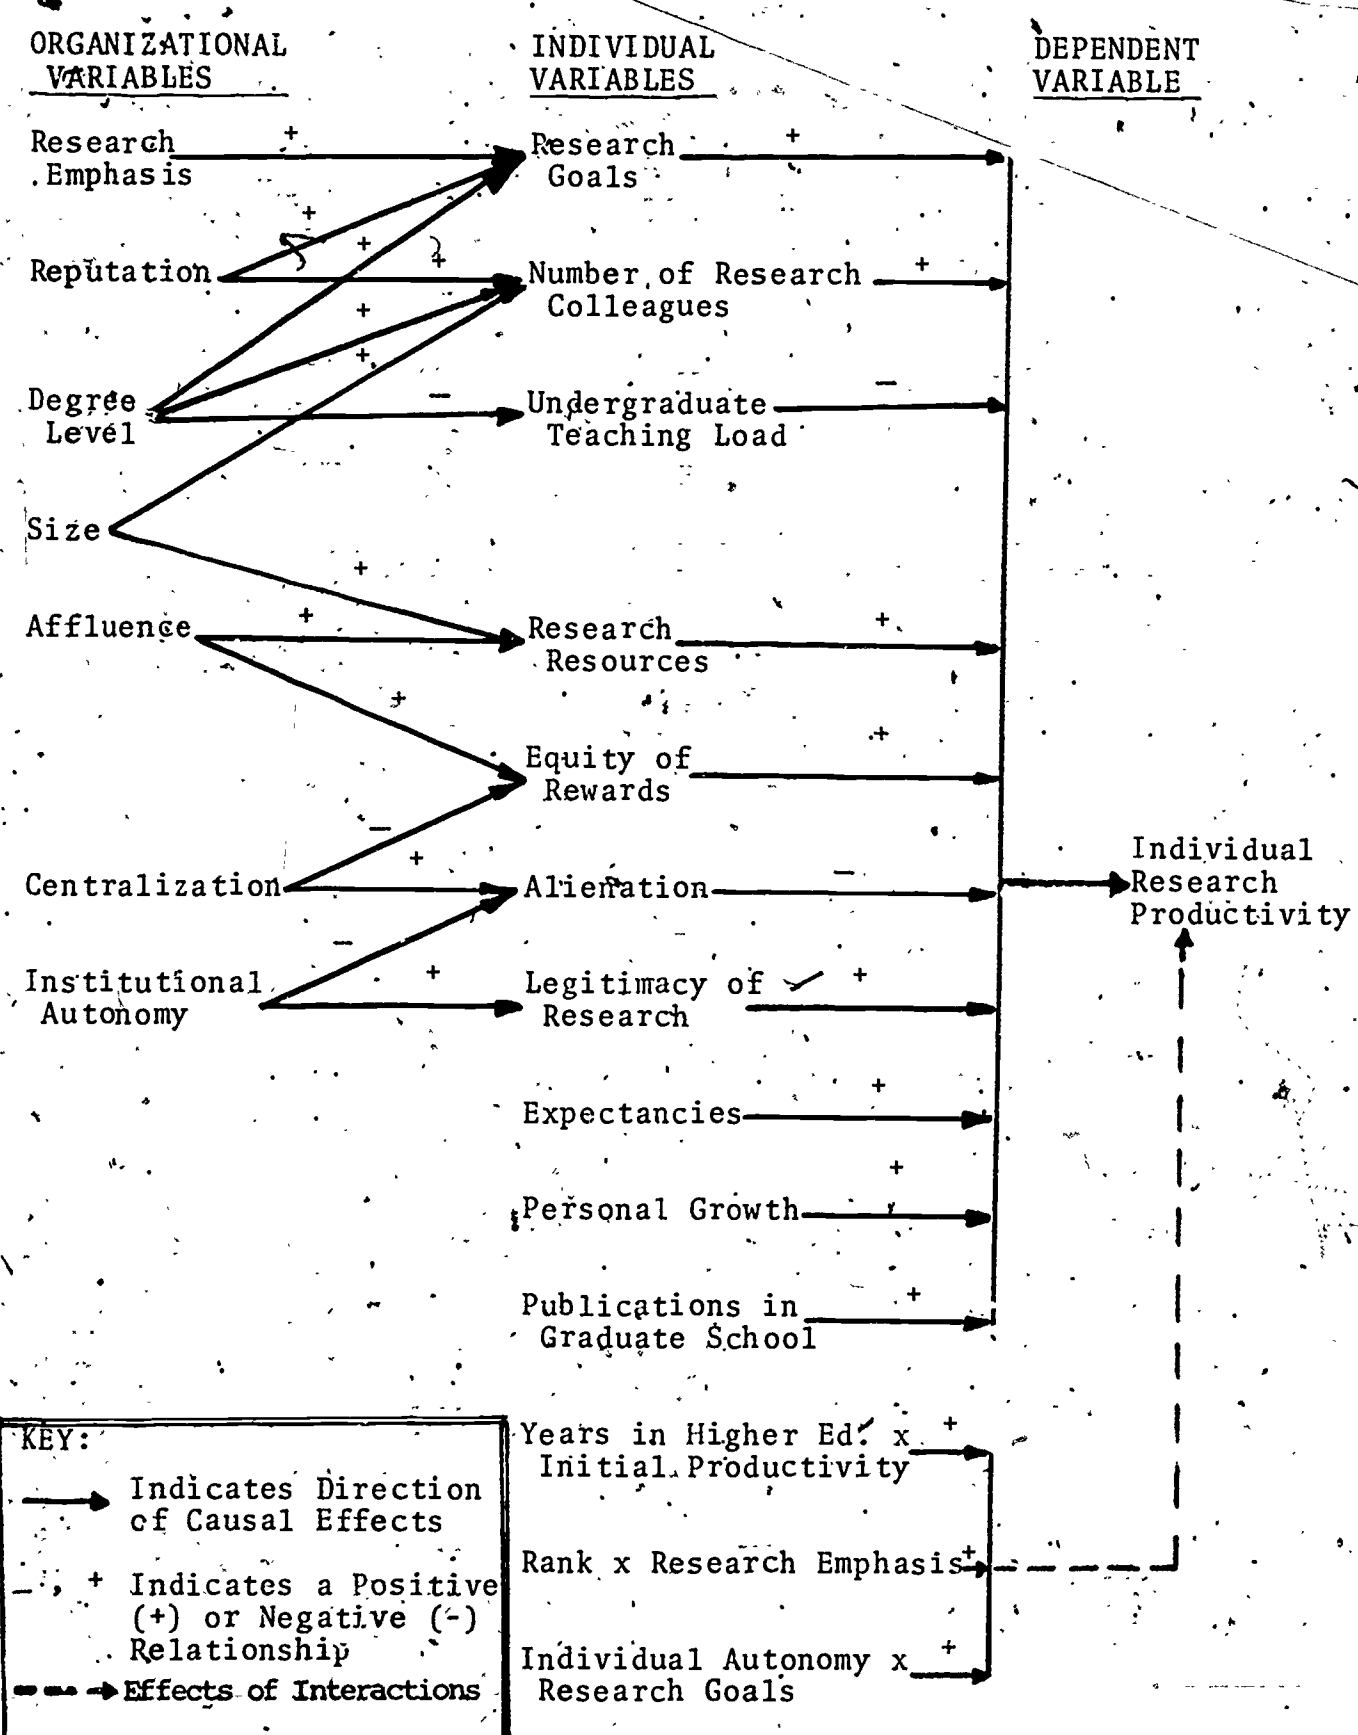 ORGANIZATIONAL
VARIABLES
INDIVIDUAL
VARIABLES
DEPENDENT
VARIABLE
Research
Emphasis
+
Research
Goals
+
+
+
Reputation
+
Number of Research
Colleagues
+
+
+
Degree
Level
−
Undergraduate
Teaching Load
−
Size
+
Affluence
+
Research
Resources
+
+
Equity of
Rewards
+
−
Centralization
+
Alienation
−
Individual
Research
Productivity
−
Institutional
Autonomy
+
Legitimacy of
Research
+
Expectancies
+
Personal Growth
+
Publications in
Graduate School
+
Years in Higher Ed. x
Initial Productivity
+
Rank x Research Emphasis
+
Individual Autonomy x
Research Goals
+
KEY:
Indicates Direction
of Causal Effects
−, + Indicates a Positive
(+) or Negative (-)
Relationship
Effects of Interactions